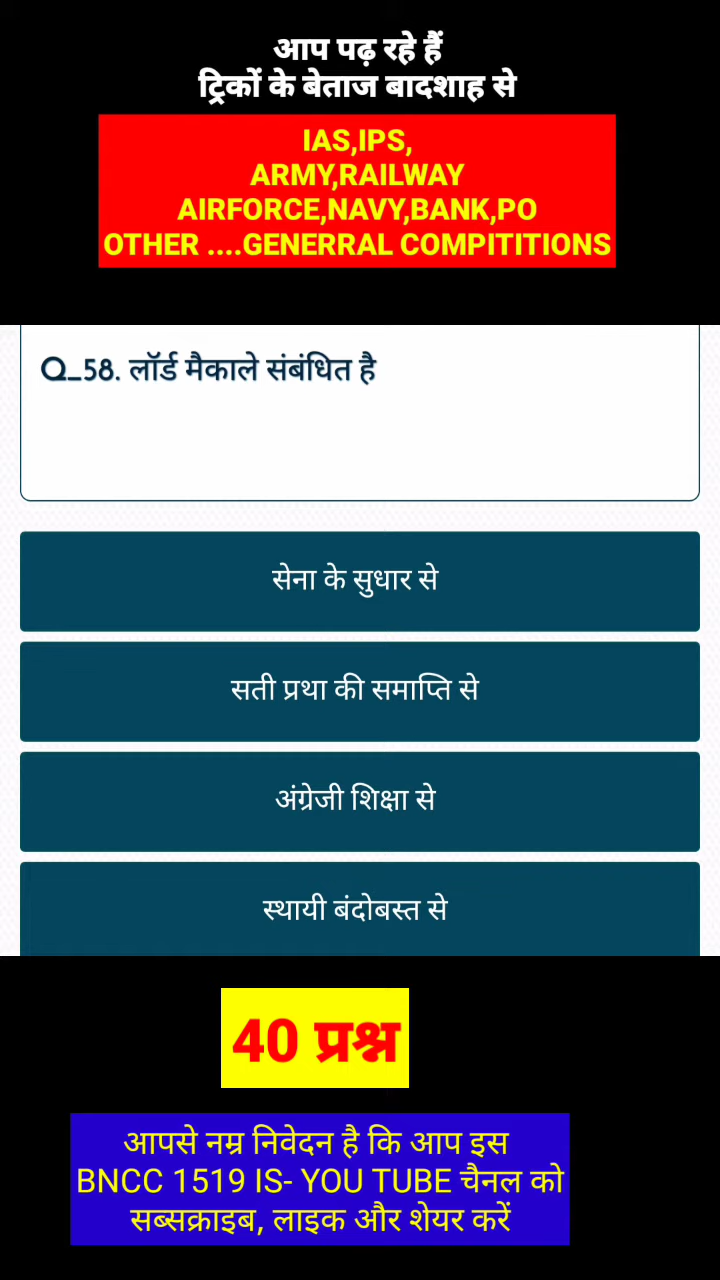 आप पढ़ रहे हैं
ट्रिकों के बेताज बादशाह से
IAS,IPS,
ARMY,RAILWAY
AIRFORCE,NAVY,BANK,PO
OTHER ....GENERRAL COMPITITIONS
Q_58. लॉर्ड मैकाले संबंधित है
सेना के सुधार से
सती प्रथा की समाप्ति से
अंग्रेजी शिक्षा से
स्थायी बंदोबस्त से
40 प्रश्न
आपसे नम्र निवेदन है कि आप इस
BNCC 1519 IS- YOU TUBE चैनल को
सब्सक्राइब, लाइक और शेयर करें